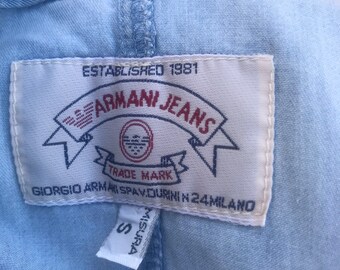 ESTABLISHED 1981
ARMANI JEANS
TRADE MARK
GIORGIO ARMANI S.P.A V.DURINI N 24 MILANO
MISURA
S